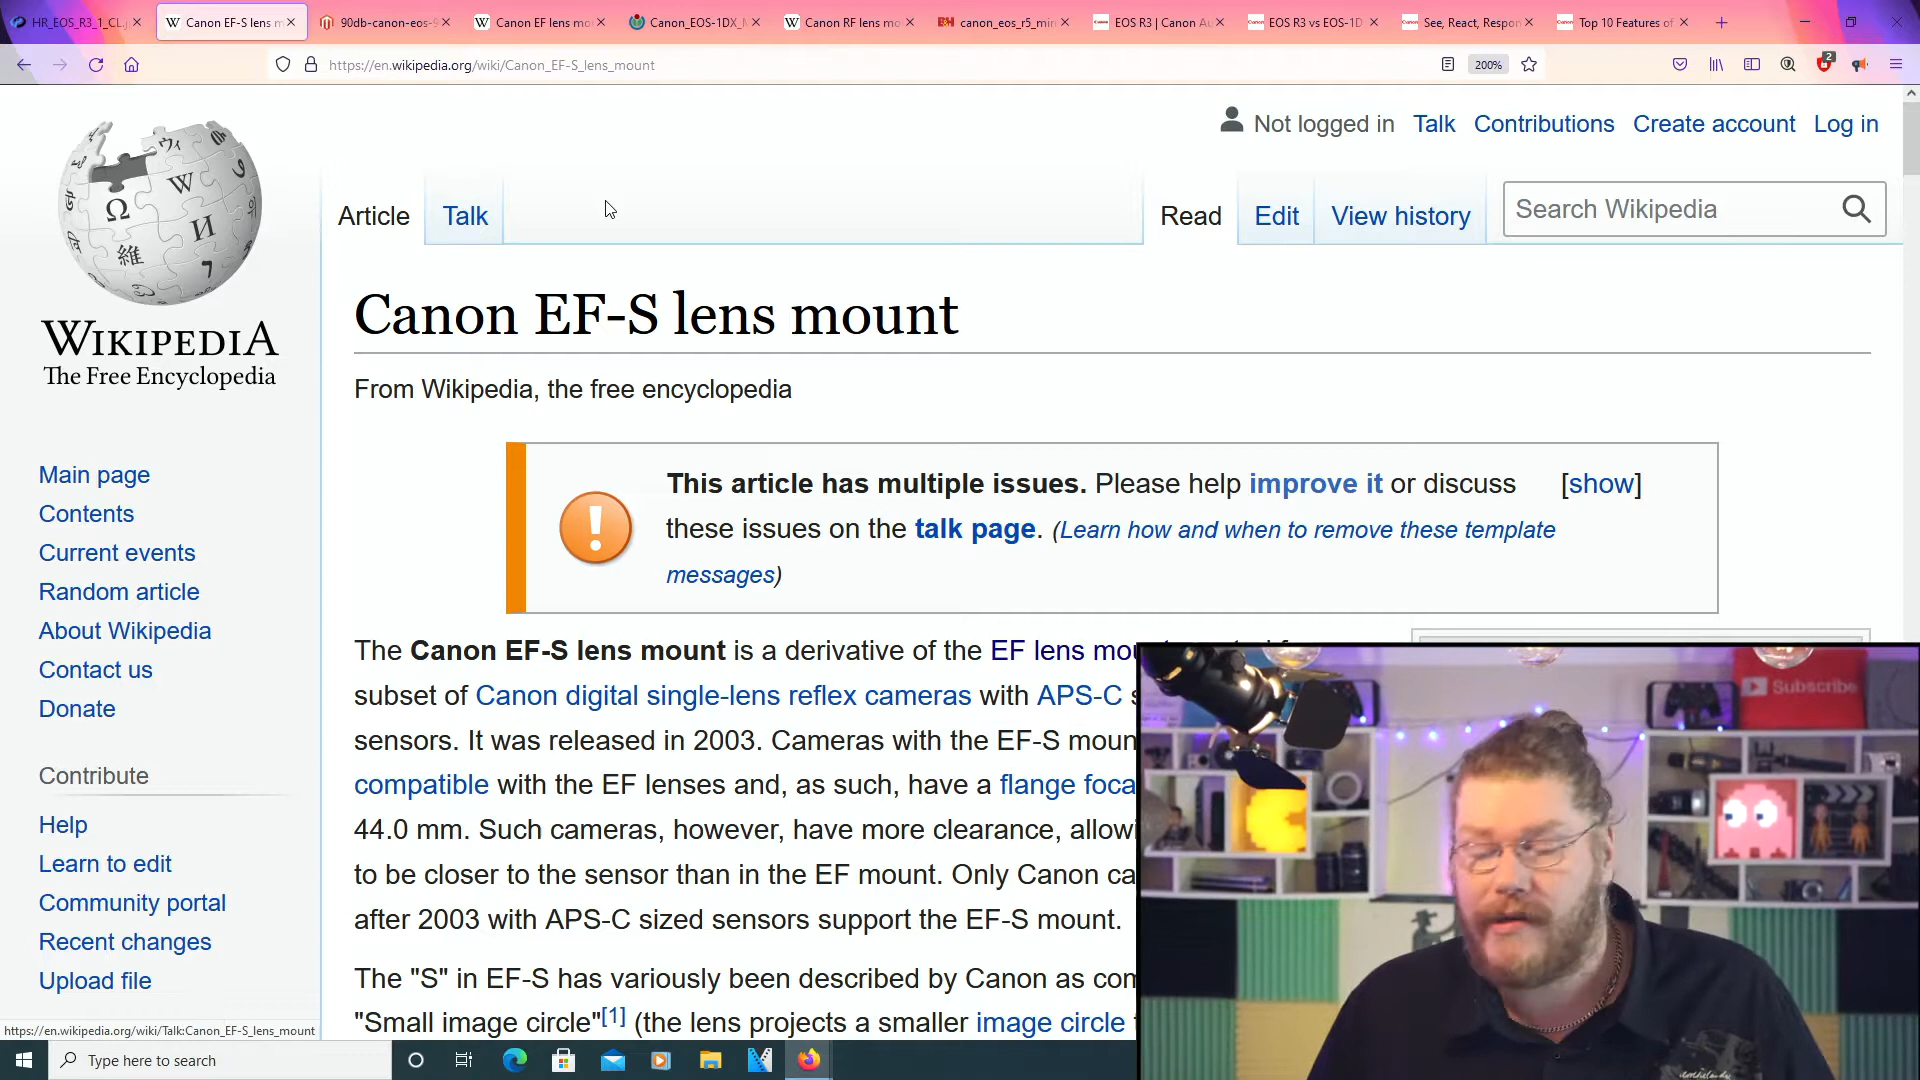 HR_EOS_R3_1_CL.j
Canon EF-S lens m
90db-canon-eos-
Canon EF lens mo
Canon_EOS-1DX_
Canon RF lens mo
canon_eos_r5_mir
EOS R3 | Canon Au
EOS R3 vs EOS-1D
See, React, Respon
Top 10 Features of
https://en.wikipedia.org/wiki/Canon_EF-S_lens_mount
200%
2
Not logged in Talk Contributions Create account Log in
Article Talk Read Edit View history Search Wikipedia
WIKIPEDIA
The Free Encyclopedia
Main page
Contents
Current events
Random article
About Wikipedia
Contact us
Donate
Contribute
Help
Learn to edit
Community portal
Recent changes
Upload file
Canon EF-S lens mount
From Wikipedia, the free encyclopedia
This article has multiple issues. Please help improve it or discuss [show]
these issues on the talk page. (Learn how and when to remove these template
messages)
The Canon EF-S lens mount is a derivative of the EF lens mou
subset of Canon digital single-lens reflex cameras with APS-C s
sensors. It was released in 2003. Cameras with the EF-S moun
compatible with the EF lenses and, as such, have a flange foca
44.0 mm. Such cameras, however, have more clearance, allowi
to be closer to the sensor than in the EF mount. Only Canon ca
after 2003 with APS-C sized sensors support the EF-S mount.
The "S" in EF-S has variously been described by Canon as com
"Small image circle"[1] (the lens projects a smaller image circle t
Subscribe
https://en.wikipedia.org/wiki/Talk:Canon_EF-S_lens_mount
Type here to search